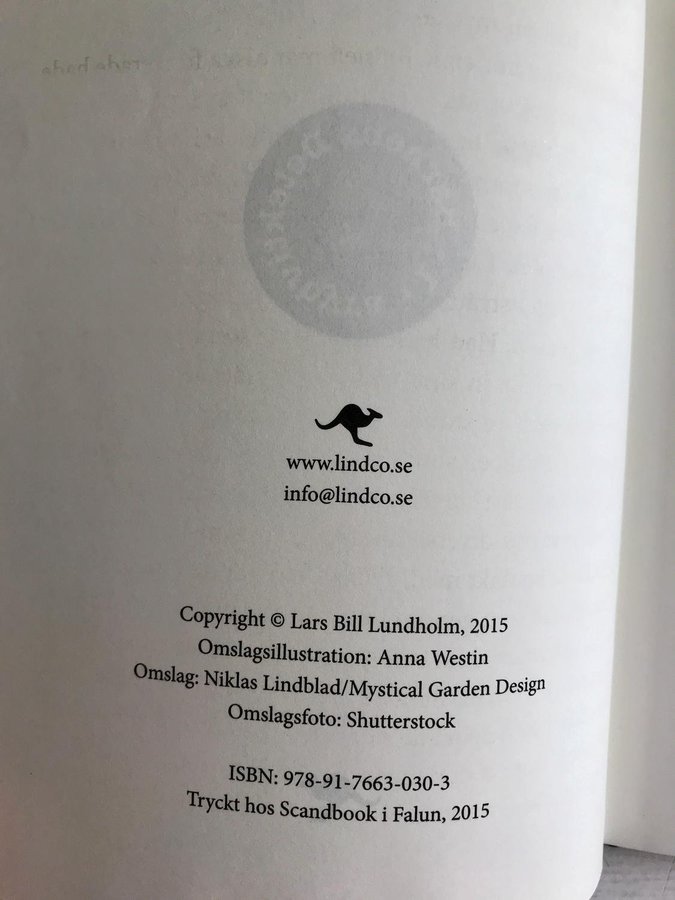 www.lindco.se
info@lindco.se
Copyright © Lars Bill Lundholm, 2015
Omslagsillustration: Anna Westin
Omslag: Niklas Lindblad/Mystical Garden Design
Omslagsfoto: Shutterstock
ISBN: 978-91-7663-030-3
Tryckt hos Scandbook i Falun, 2015